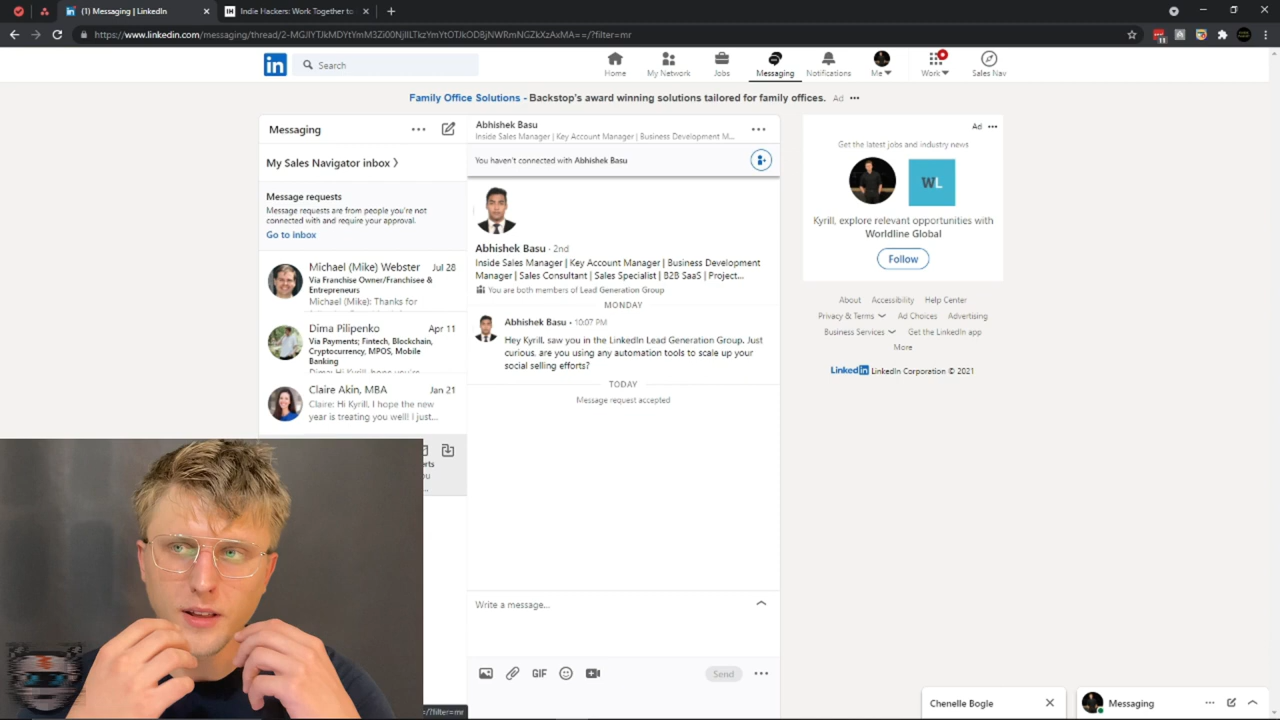 (1) Messaging | LinkedIn
Indie Hackers: Work Together to
Search
Home
My Network
Jobs
Messaging
Notifications
Me
Work
Sales Nav
Family Office Solutions - Backstop's award winning solutions tailored for family offices. Ad
Messaging
My Sales Navigator inbox
Message requests
Message requests are from people you're not
connected with and require your approval.
Go to inbox
Michael (Mike) Webster Jul 28
Via Franchise Owner/Franchisee &
Entrepreneurs
Michael (Mike): Thanks for
Dima Pilipenko Apr 11
Via Payments; Fintech, Blockchain,
Cryptocurrency, MPOS, Mobile
Banking
Claire Akin, MBA Jan 21
Claire: Hi Kyrill, I hope the new
year is treating you well! I just...
Abhishek Basu
Inside Sales Manager | Key Account Manager | Business Development M...
You haven't connected with Abhishek Basu
Abhishek Basu · 2nd
Inside Sales Manager | Key Account Manager | Business Development
Manager | Sales Consultant | Sales Specialist | B2B SaaS | Project...
You are both members of Lead Generation Group
MONDAY
Abhishek Basu • 10:07 PM
Hey Kyrill, saw you in the LinkedIn Lead Generation Group. Just
curious, are you using any automation tools to scale up your
social selling efforts?
TODAY
Message request accepted
Write a message...
GIF
Send
Ad
Get the latest jobs and industry news
WL
Kyrill, explore relevant opportunities with
Worldline Global
Follow
About Accessibility Help Center
Privacy & Terms Ad Choices Advertising
Business Services Get the LinkedIn app
More
LinkedIn LinkedIn Corporation © 2021
/?filter=mr
Chenelle Bogle
Messaging